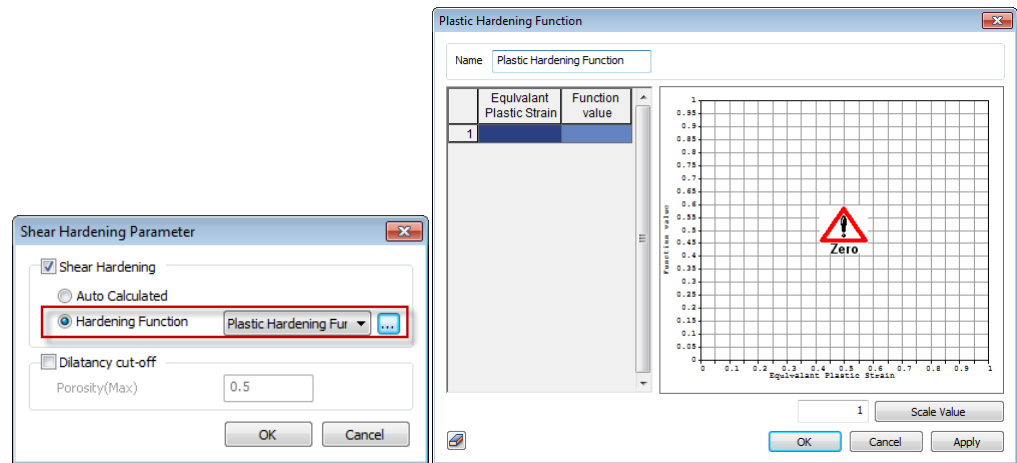 Shear Hardening Parameter
Shear Hardening
Auto Calculated
Hardening Function
Plastic Hardening Fur
...
Dilatancy cut-off
Porosity(Max)
0.5
OK
Cancel
Plastic Hardening Function
Name
Plastic Hardening Function
Equlvalant Plastic Strain
Function value
1
Function value
1
0.95
0.9
0.85
0.8
0.75
0.7
0.65
0.6
0.55
0.5
0.45
0.4
0.35
0.3
0.25
0.2
0.15
0.1
0.05
0
Zero
0 0.1 0.2 0.3 0.4 0.5 0.6 0.7 0.8 0.9 1
Equlvalant Plastic Strain
1
Scale Value
OK
Cancel
Apply